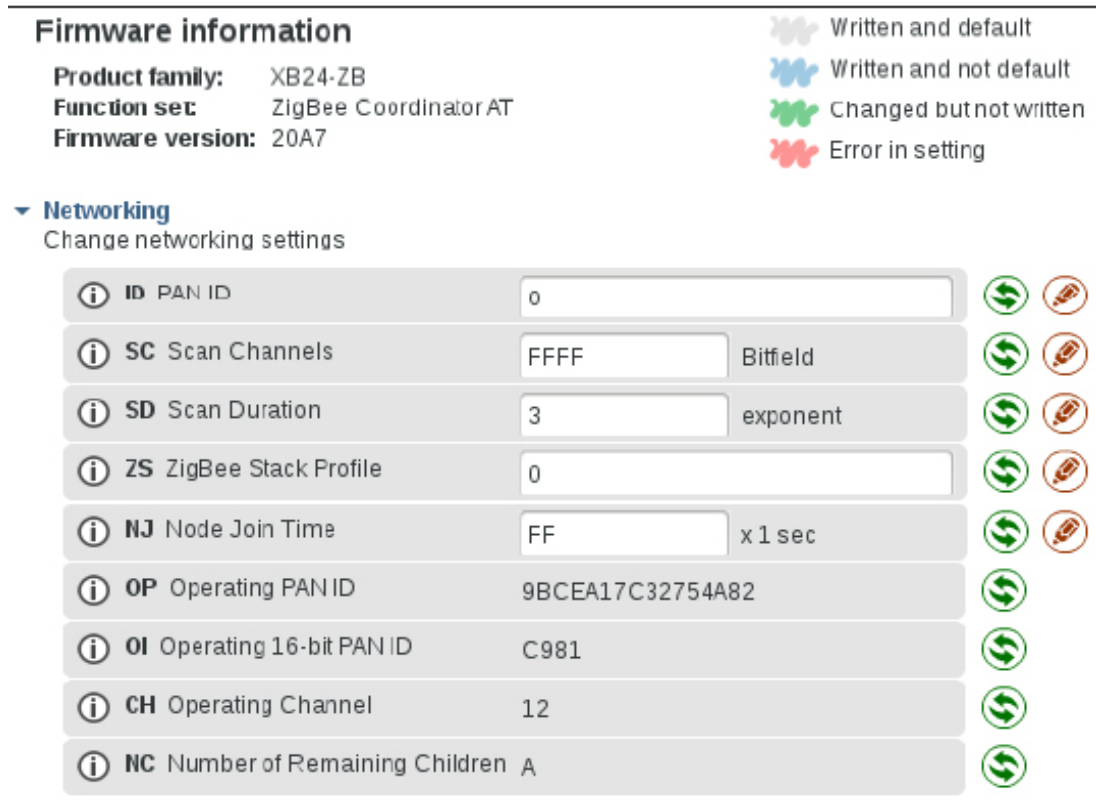 Firmware information
Product family: XB24-ZB
Function set: ZigBee Coordinator AT
Firmware version: 20A7
Written and default
Written and not default
Changed but not written
Error in setting
Networking
Change networking settings
ID PAN ID 0
SC Scan Channels FFFF Bitfield
SD Scan Duration 3 exponent
ZS ZigBee Stack Profile 0
NJ Node Join Time FF x 1 sec
OP Operating PAN ID 9BCEA17C32754A82
OI Operating 16-bit PAN ID C981
CH Operating Channel 12
NC Number of Remaining Children A